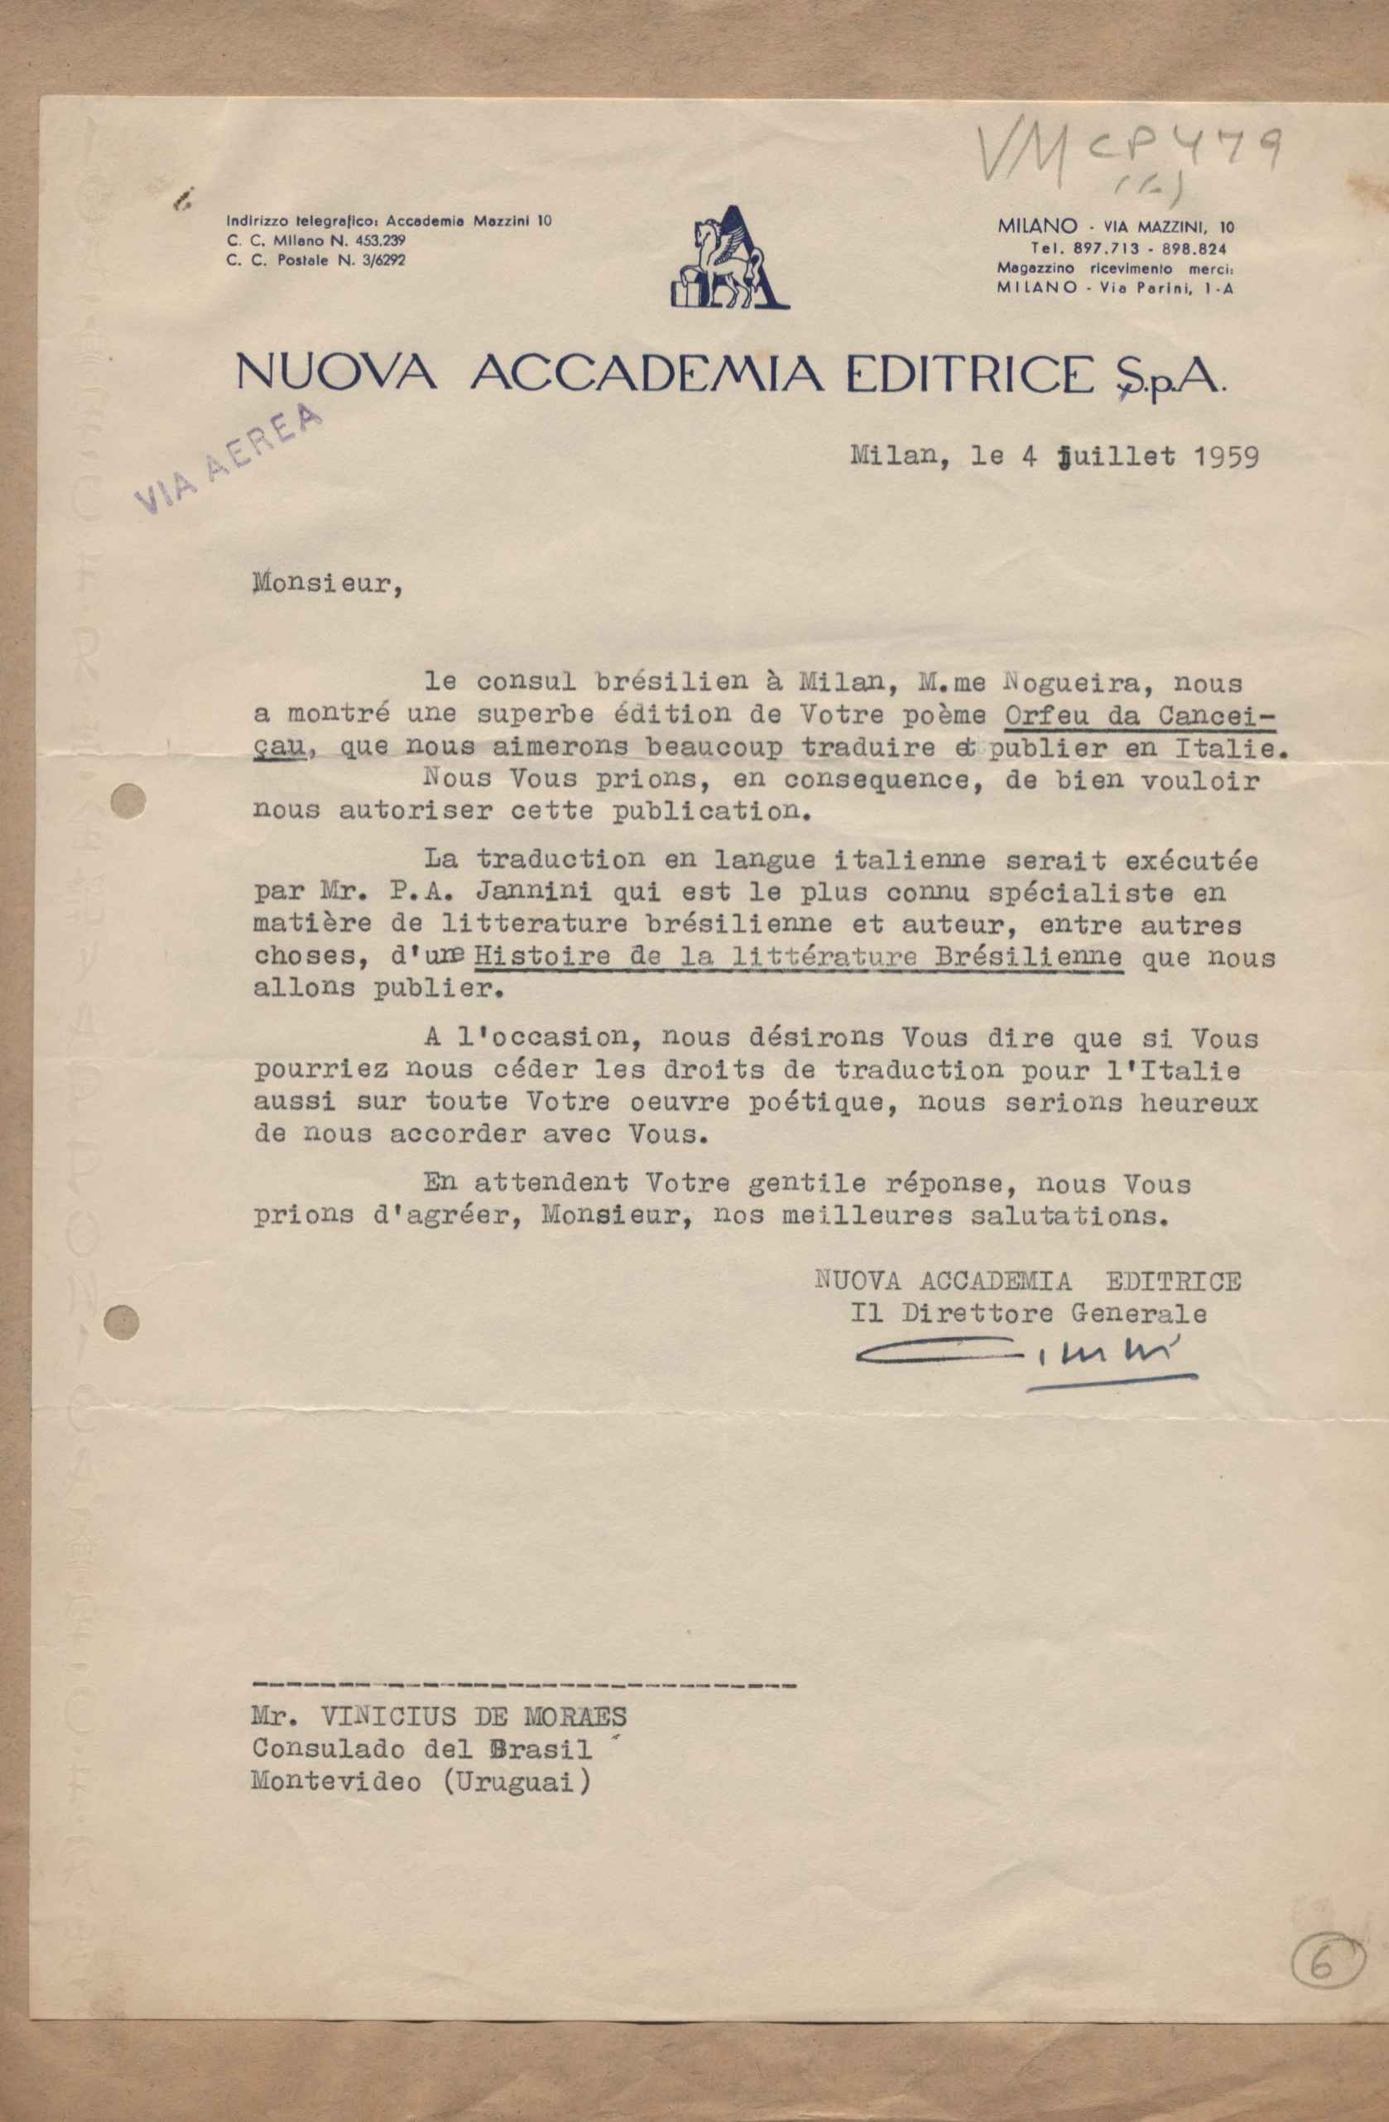 VM CP 479
Indirizzo telegrafico: Accademia Mazzini 10
C. C. Milano N. 453.239
C. C. Postale N. 3/6292
MILANO - VIA MAZZINI, 10
Tel. 897.713 - 898.824
Magazzino ricevimento merci:
MILANO - Via Parini, 1-A
NUOVA ACCADEMIA EDITRICE S.p.A.
VIA AEREA
Milan, le 4 juillet 1959
Monsieur,
le consul brésilien à Milan, M.me Nogueira, nous
a montré une superbe édition de Votre poème Orfeu da Cancei-
çau, que nous aimerons beaucoup traduire et publier en Italie.
Nous Vous prions, en consequence, de bien vouloir
nous autoriser cette publication.
La traduction en langue italienne serait exécutée
par Mr. P.A. Jannini qui est le plus connu spécialiste en
matière de litterature brésilienne et auteur, entre autres
choses, d'une Histoire de la littérature Brésilienne que nous
allons publier.
A l'occasion, nous désirons Vous dire que si Vous
pourriez nous céder les droits de traduction pour l'Italie
aussi sur toute Votre oeuvre poétique, nous serions heureux
de nous accorder avec Vous.
En attendent Votre gentile réponse, nous Vous
prions d'agréer, Monsieur, nos meilleures salutations.
NUOVA ACCADEMIA EDITRICE
Il Direttore Generale
Mr. VINICIUS DE MORAES
Consulado del Brasil
Montevideo (Uruguai)
6